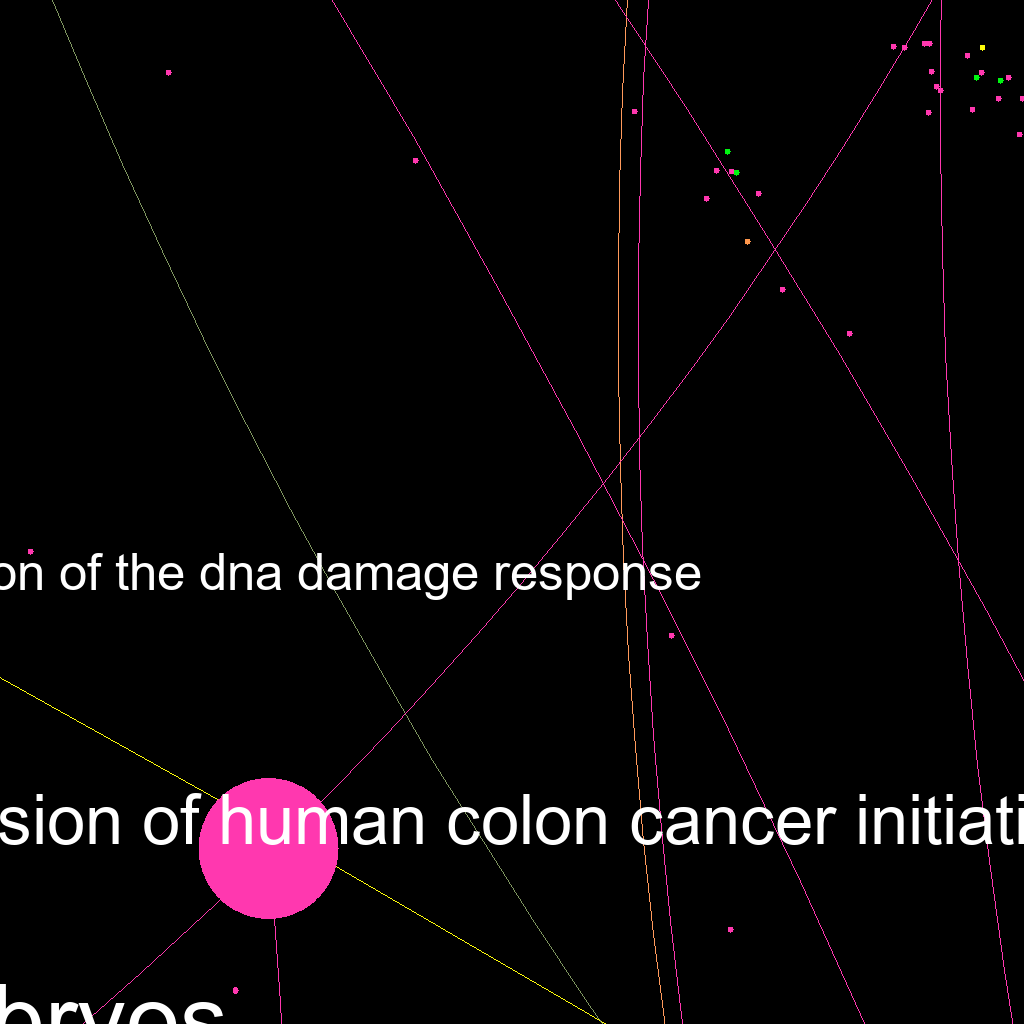 on of the dna damage response
sion of human colon cancer initiati
bryos